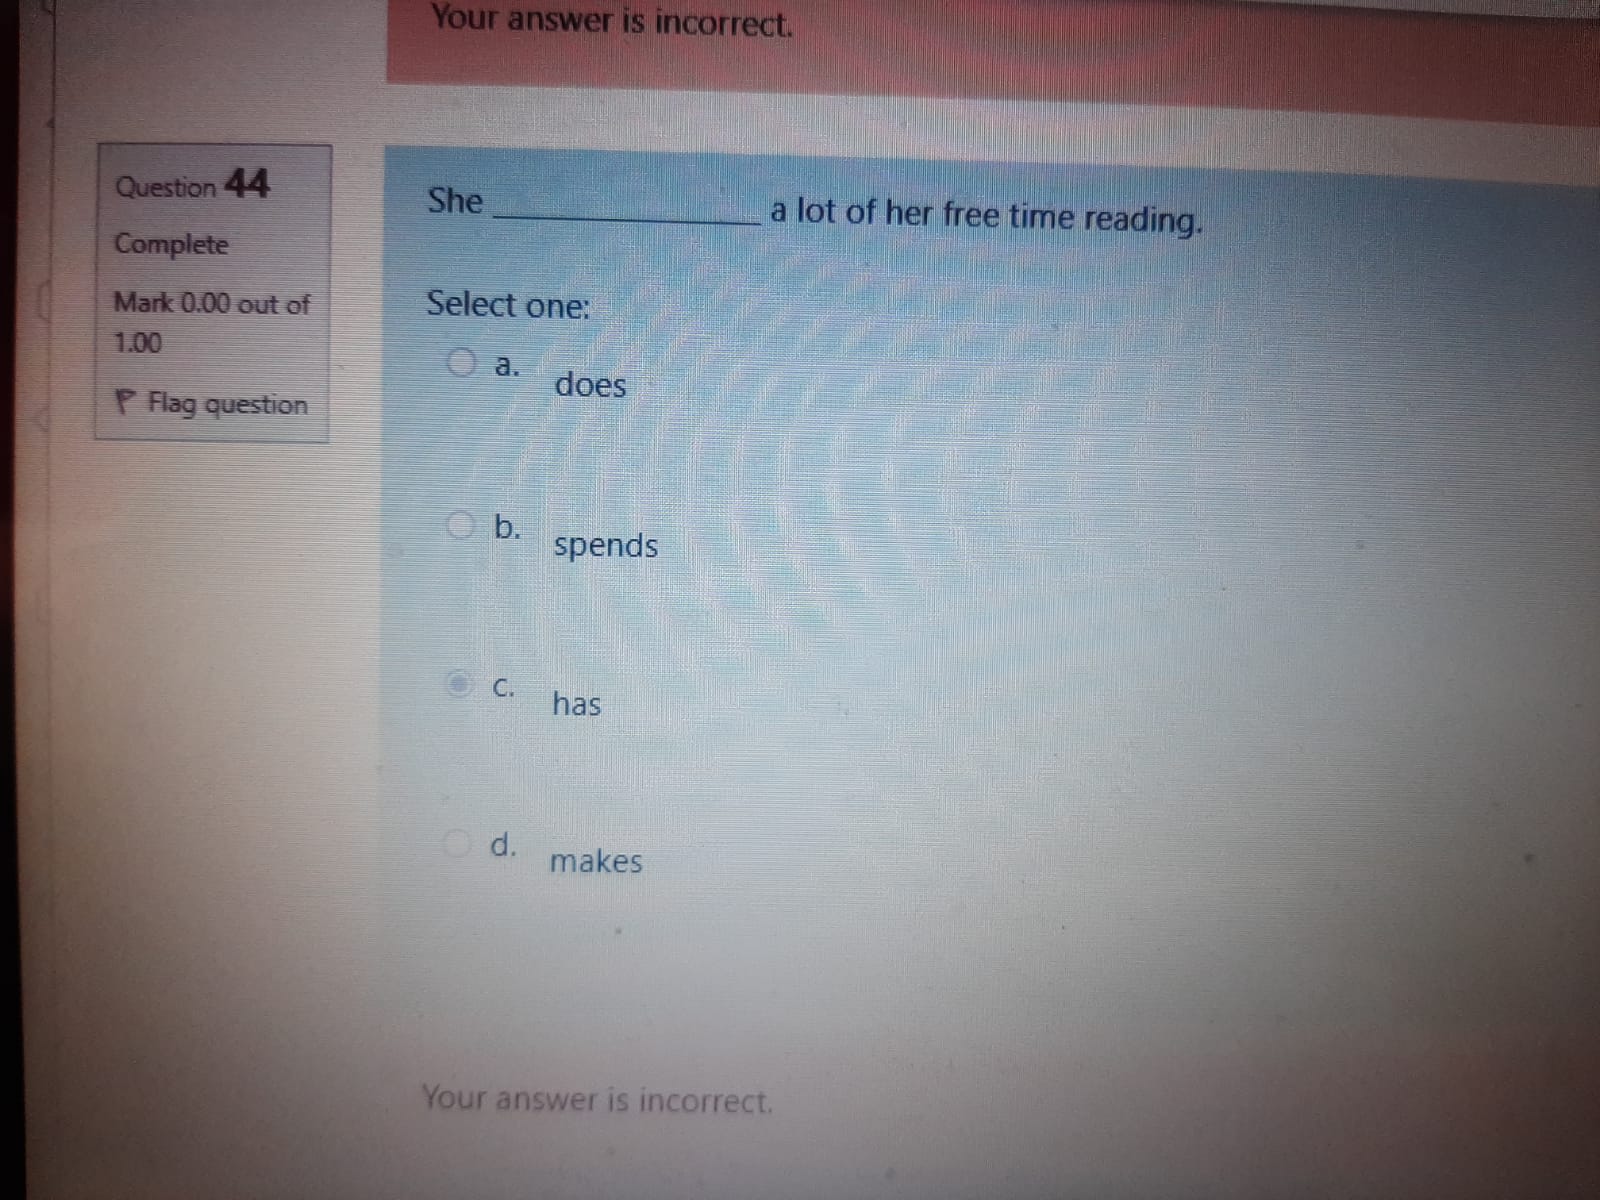 Your answer is incorrect.
Question 44
Complete
Mark 0.00 out of
1.00
Flag question
She ______________ a lot of her free time reading.
Select one:
a.
does
b.
spends
c.
has
d.
makes
Your answer is incorrect.